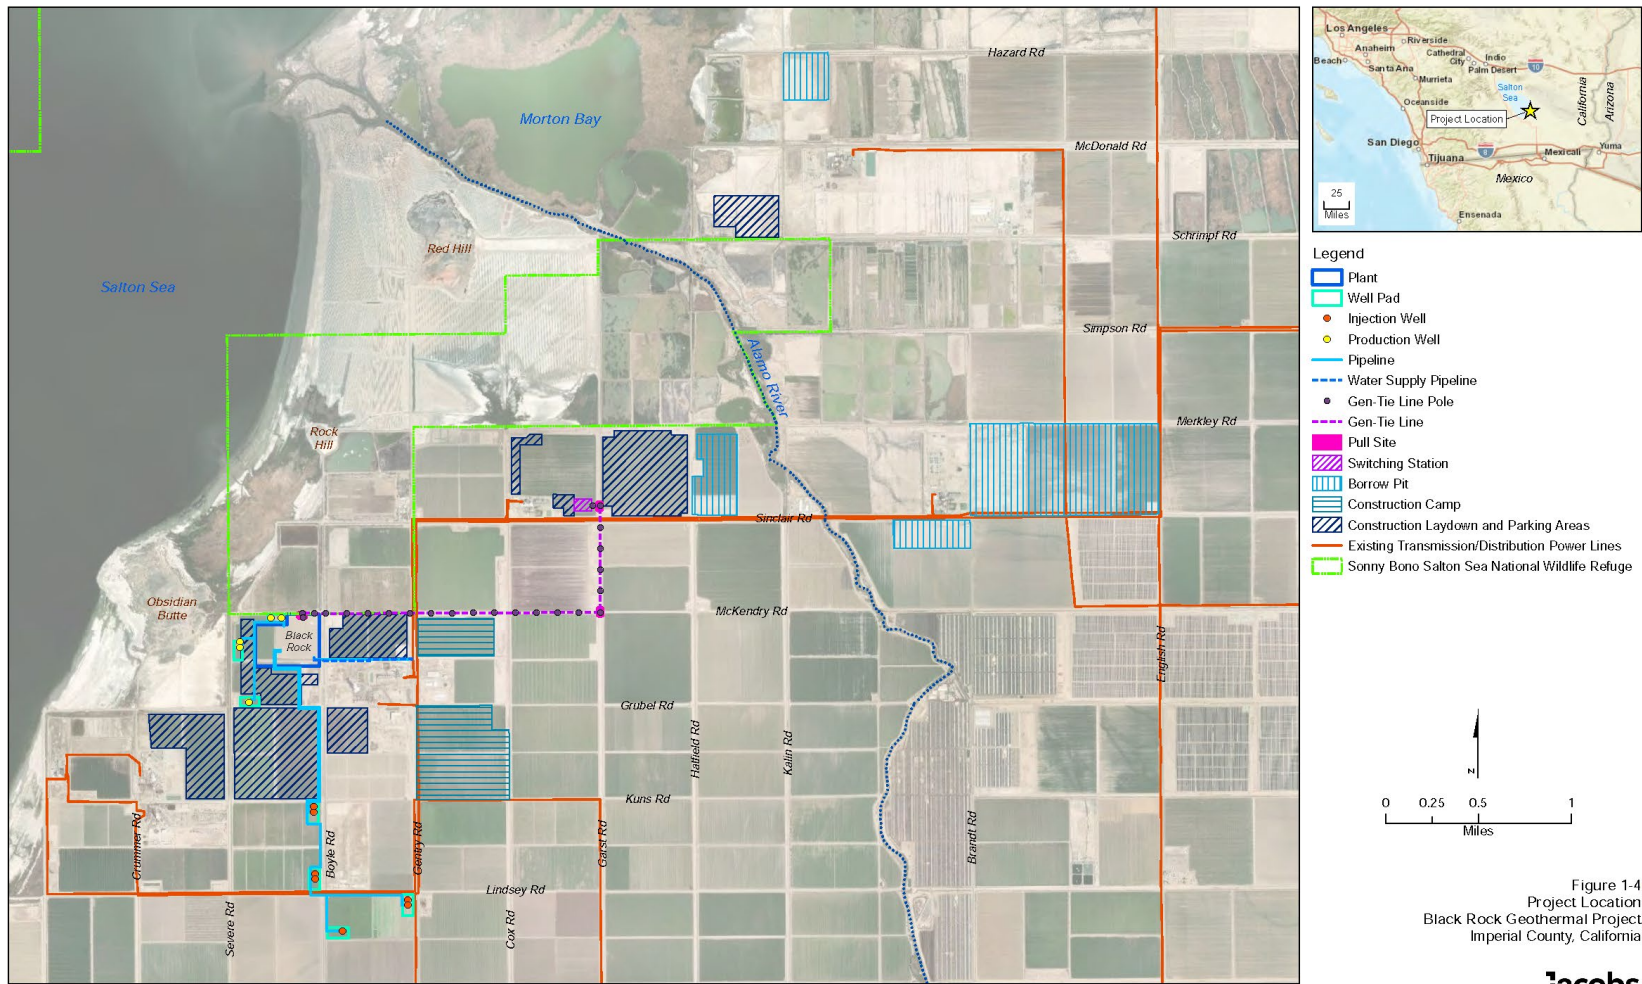 Hazard Rd
Morton Bay
McDonald Rd
Red Hill
Schrimpf Rd
Salton Sea
Simpson Rd
Alamo River
Merkley Rd
Rock
Hill
Sinclair Rd
Obsidian
Butte
McKendry Rd
Black
Rock
English Rd
Grubel Rd
Hatfield Rd
Kalin Rd
Kuns Rd
Crummer Rd
Boyle Rd
Gentry Rd
Garst Rd
Brandt Rd
Lindsey Rd
Severe Rd
Cox Rd
Los Angeles
Riverside
Anaheim
Cathedral
City
Indio
Beach
Santa Ana
Palm Desert
10
Murrieta
Salton
Sea
California
Arizona
Oceanside
Project Location
San Diego
8
Yuma
Tijuana
Mexicali
Mexico
25
Miles
Ensenada
Legend
Plant
Well Pad
Injection Well
Production Well
Pipeline
Water Supply Pipeline
Gen-Tie Line Pole
Gen-Tie Line
Pull Site
Switching Station
Borrow Pit
Construction Camp
Construction Laydown and Parking Areas
Existing Transmission/Distribution Power Lines
Sonny Bono Salton Sea National Wildlife Refuge
N
0 0.25 0.5 1
Miles
Figure 1-4
Project Location
Black Rock Geothermal Project
Imperial County, California
Jacobs